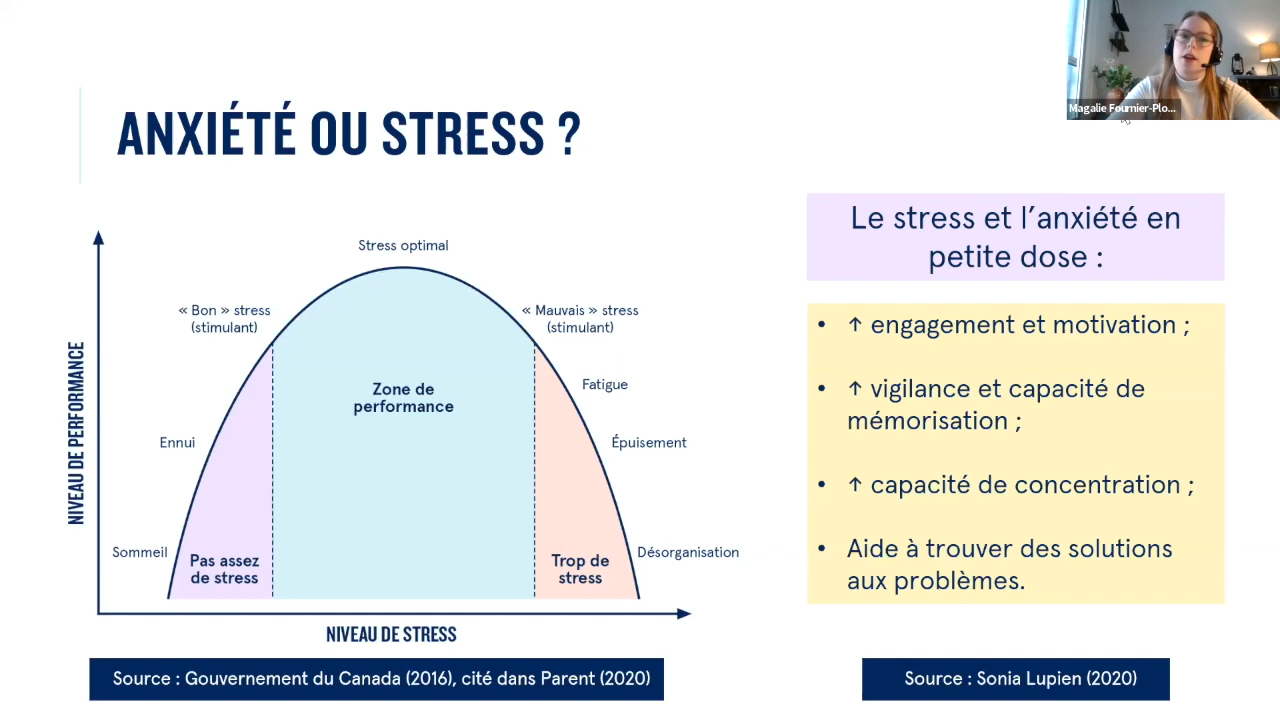 Magalie Fournier-Plo...
ANXIÉTÉ OU STRESS ?
Stress optimal
« Bon » stress
(stimulant)
« Mauvais » stress
(stimulant)
Zone de
performance
Fatigue
Ennui
Épuisement
Sommeil
Pas assez
de stress
Trop de
stress
Désorganisation
NIVEAU DE PERFORMANCE
NIVEAU DE STRESS
Source : Gouvernement du Canada (2016), cité dans Parent (2020)
Le stress et l’anxiété en
petite dose :
• ↑ engagement et motivation ;
• ↑ vigilance et capacité de
mémorisation ;
• ↑ capacité de concentration ;
• Aide à trouver des solutions
aux problèmes.
Source : Sonia Lupien (2020)